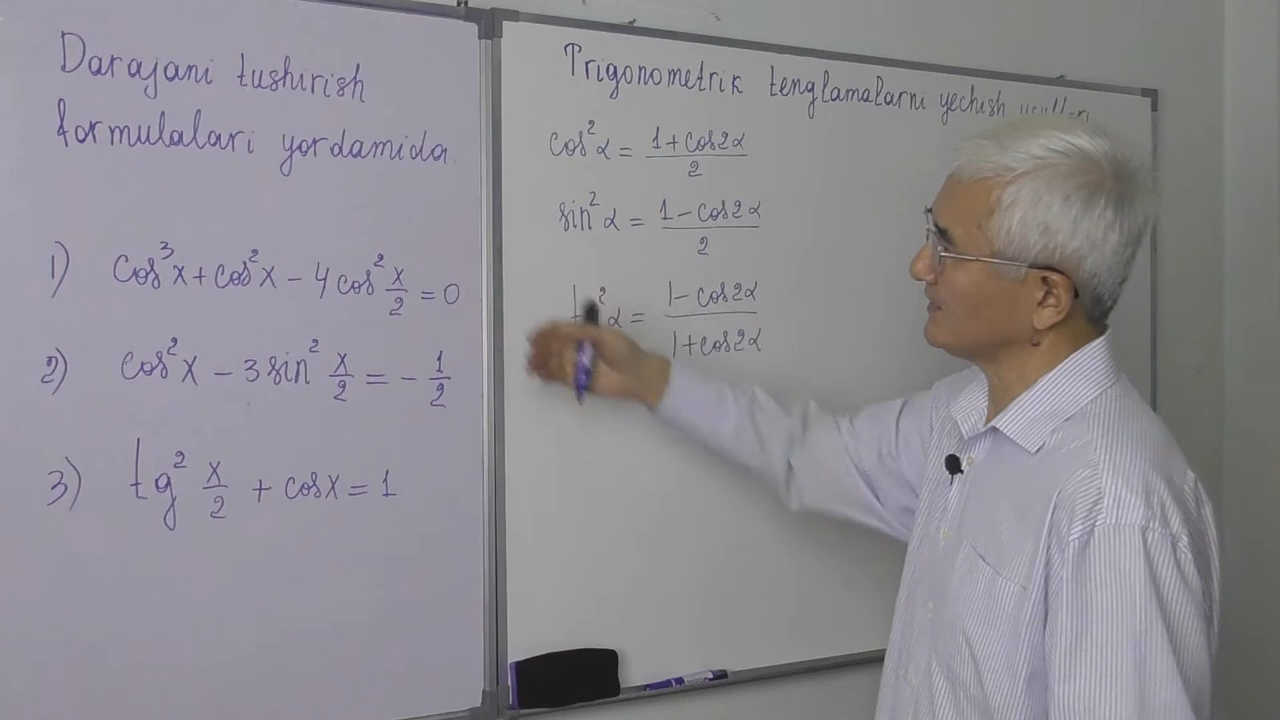 Darajani tushirish
formulalari yordamida
1) cos³x + cos²x − 4cos² x/2 = 0
2) cos²x − 3sin² x/2 = − 1/2
3) tg² x/2 + cosx = 1
Trigonometrik tenglamalarni yechish
cos²α = 1+cos2α/2
sin²α = 1−cos2α/2
²α = 1−cos2α/1+cos2α